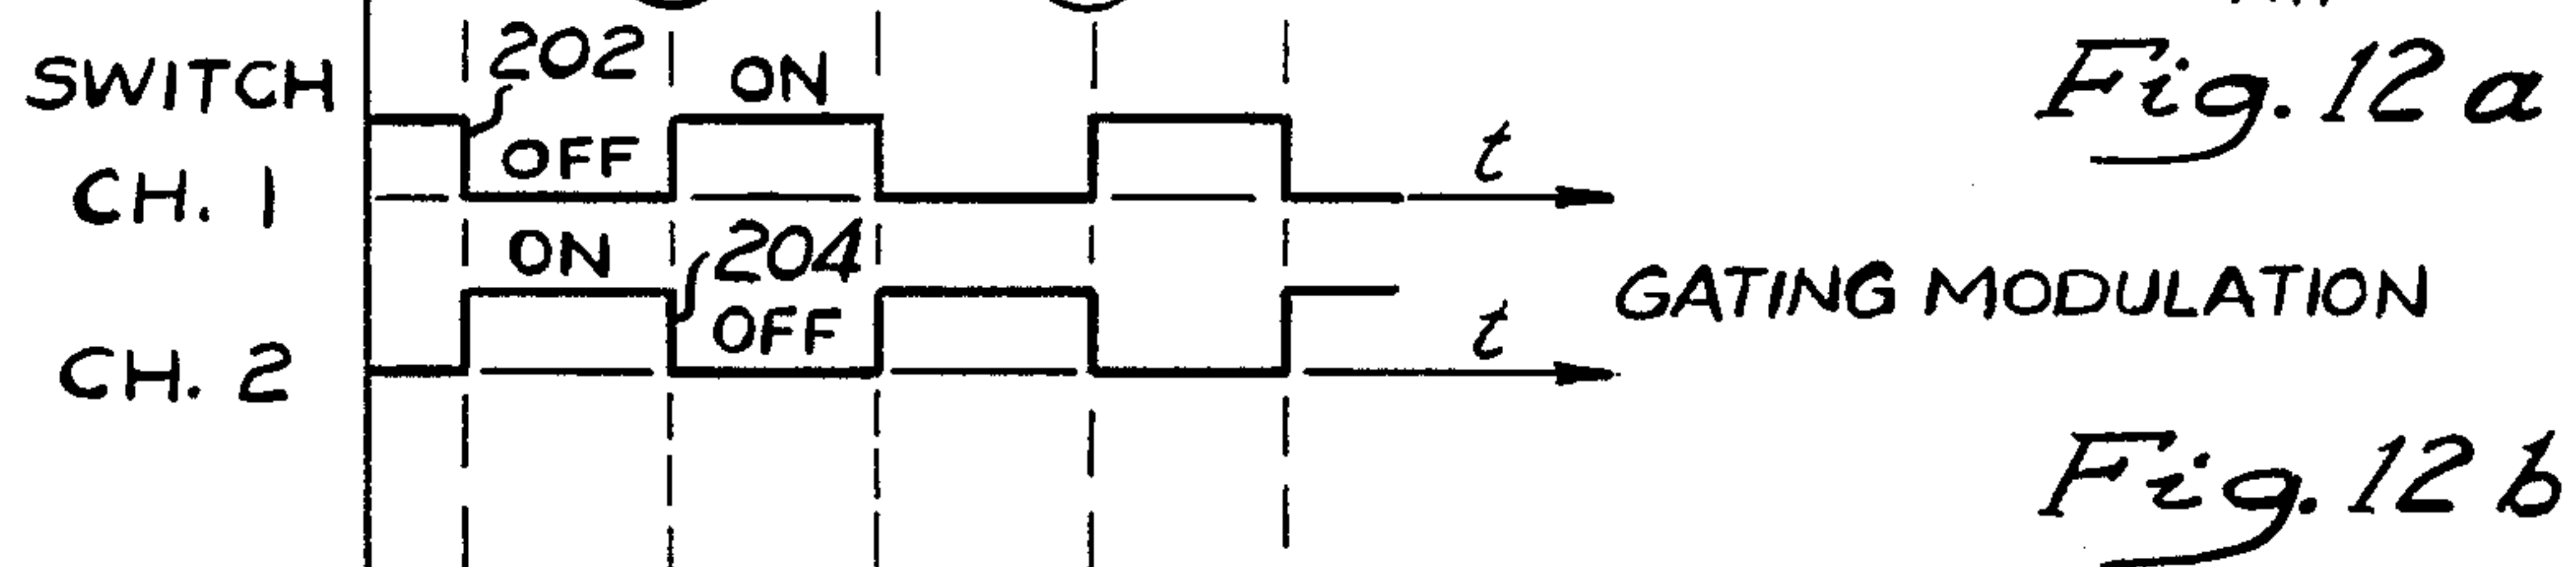 202
SWITCH
ON
Fig. 12a
OFF
t
CH. 1
ON
204
GATING MODULATION
OFF
t
CH. 2
Fig. 12b